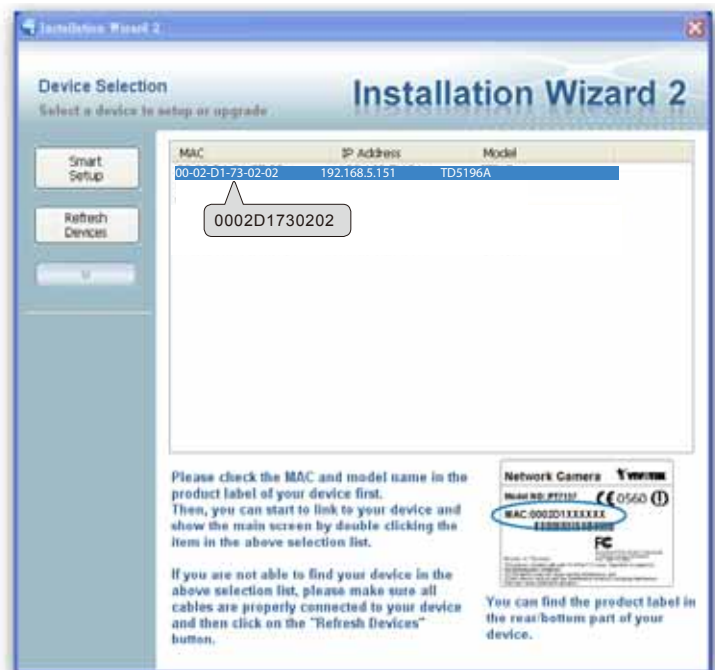 Installation Wizard 2
Device Selection
Select a device to setup or upgrade
Installation Wizard 2
Smart
Setup
Refresh
Devices
MAC IP Address Model
00-02-D1-73-02-02 192.168.5.151 TD5196A
0002D1730202
Please check the MAC and model name in the
product label of your device first.
Then, you can start to link to your device and
show the main screen by double clicking the
item in the above selection list.
If you are not able to find your device in the
above selection list, please make sure all
cables are properly connected to your device
and then click on the "Refresh Devices"
button.
Network Camera VIVOTEK
Model NO: PT7137 CE 0560
MAC:0002D1XXXXXX
FC
You can find the product label in
the rear/bottom part of your
device.